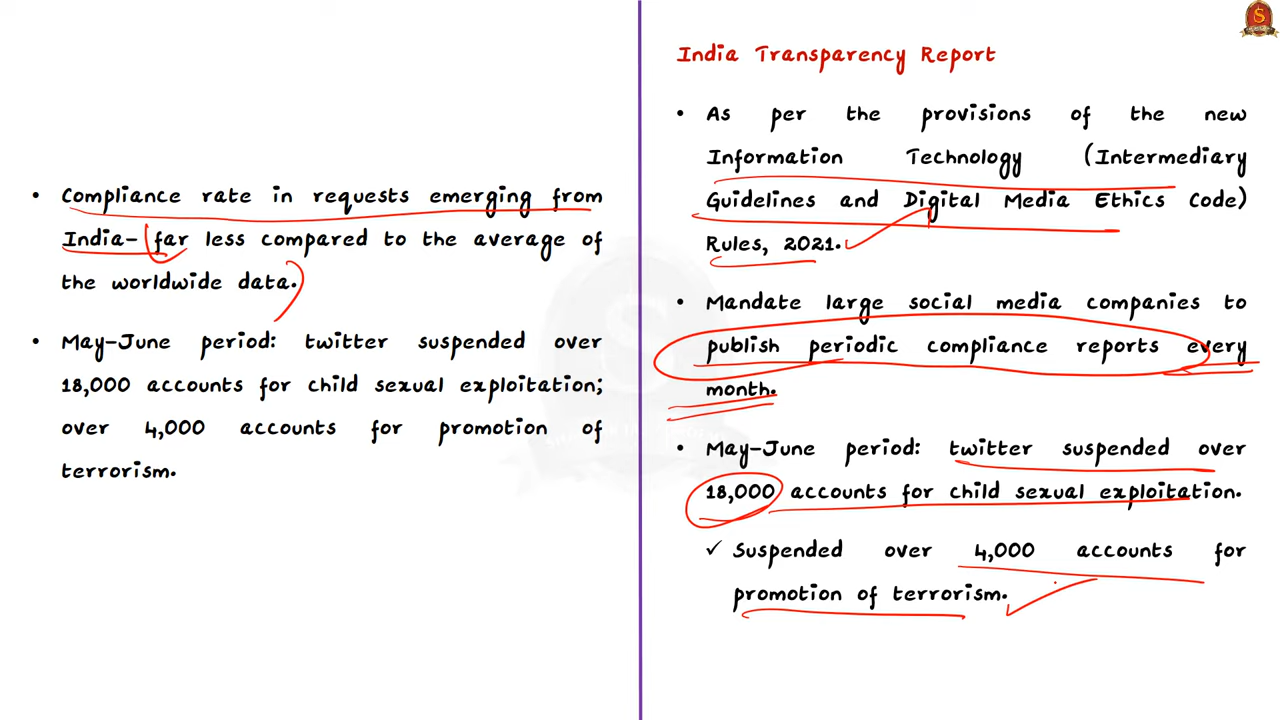 • Compliance rate in requests emerging from
India- far less compared to the average of
the worldwide data.
• May-June period: twitter suspended over
18,000 accounts for child sexual exploitation;
over 4,000 accounts for promotion of
terrorism.
India Transparency Report
• As per the provisions of the new
Information Technology (Intermediary
Guidelines and Digital Media Ethics Code)
Rules, 2021.
• Mandate large social media companies to
publish periodic compliance reports every
month.
• May-June period: twitter suspended over
18,000 accounts for child sexual exploitation.
✓ Suspended over 4,000 accounts for
promotion of terrorism.